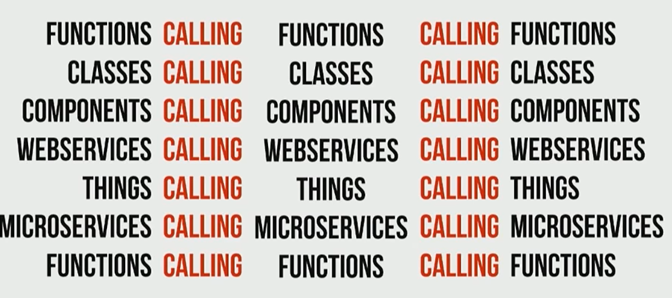 FUNCTIONS CALLING FUNCTIONS CALLING FUNCTIONS
CLASSES CALLING CLASSES CALLING CLASSES
COMPONENTS CALLING COMPONENTS CALLING COMPONENTS
WEBSERVICES CALLING WEBSERVICES CALLING WEBSERVICES
THINGS CALLING THINGS CALLING THINGS
MICROSERVICES CALLING MICROSERVICES CALLING MICROSERVICES
FUNCTIONS CALLING FUNCTIONS CALLING FUNCTIONS